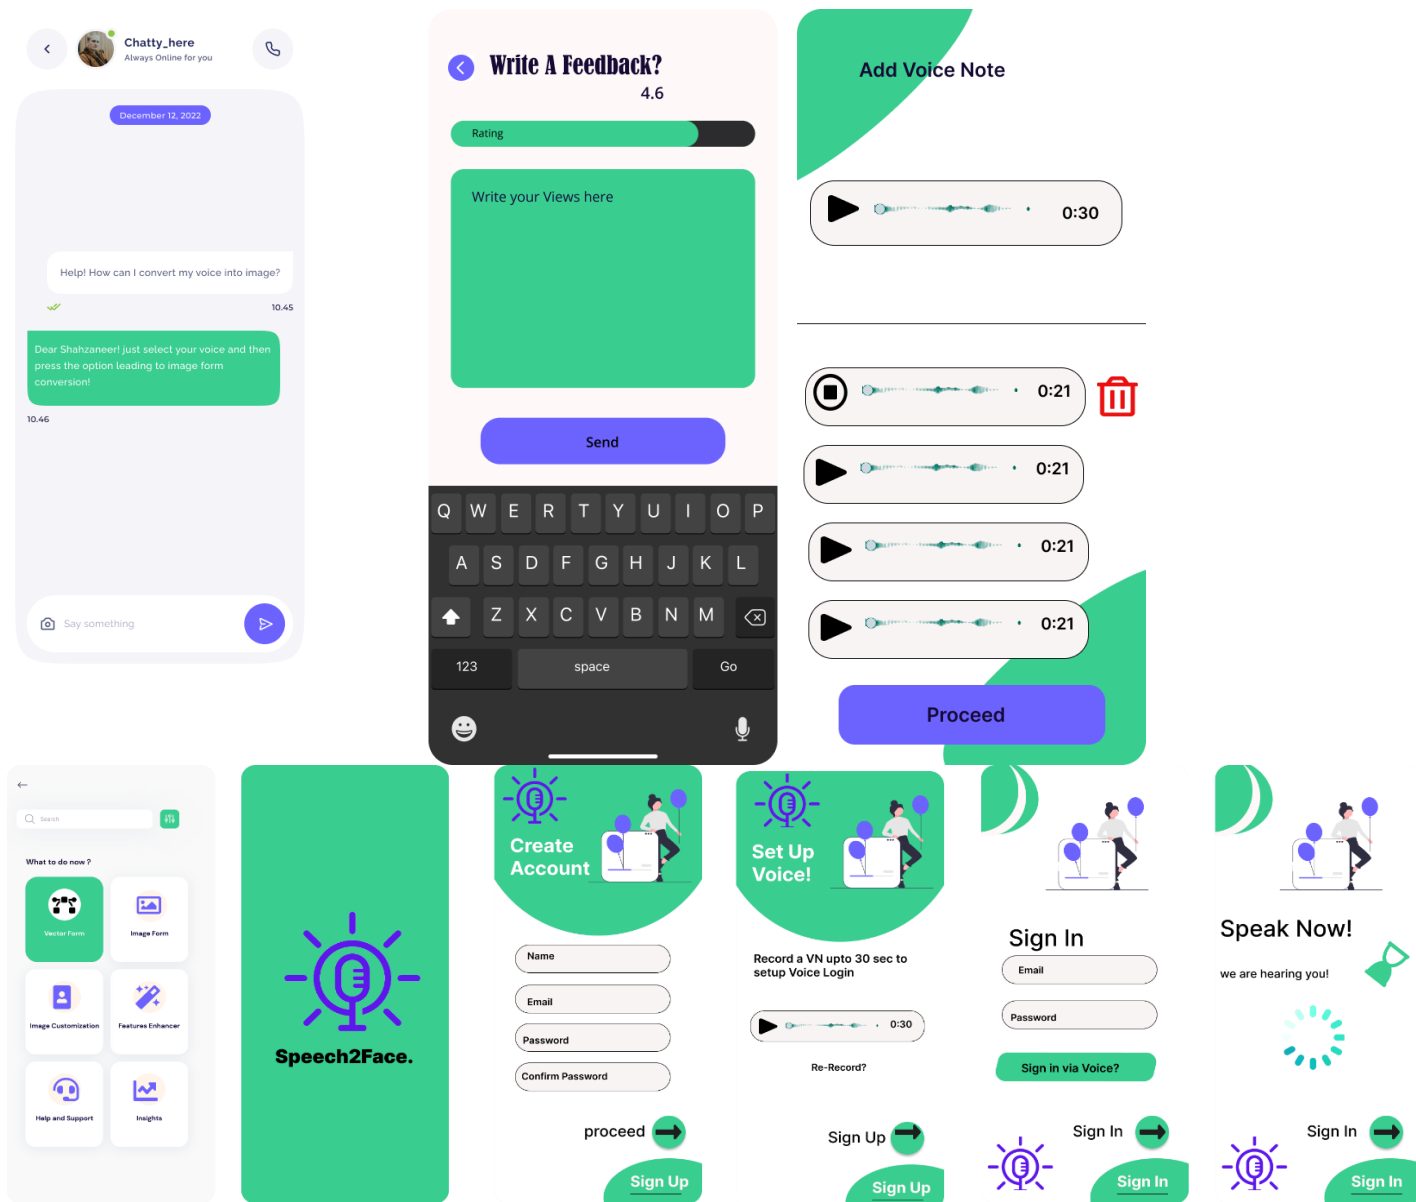 Chatty_here
Always Online for you
December 12, 2022
Help! How can I convert my voice into image?
10.45
Dear Shahzaneer! just select your voice and then
press the option leading to image form
conversion!
10.46
Say something
Write A Feedback?
4.6
Rating
Write your Views here
Send
Q W E R T Y U I O P
A S D F G H J K L
Z X C V B N M
123 space Go
Add Voice Note
0:30
0:21
0:21
0:21
0:21
Proceed
Search
What to do now ?
Vector Form
Image Form
Image Customization
Features Enhancer
Help and Support
Insights
Speech2Face.
Create
Account
Name
Email
Password
Confirm Password
proceed
Sign Up
Set Up
Voice!
Record a VN upto 30 sec to
setup Voice Login
0:30
Re-Record?
Sign Up
Sign Up
Sign In
Email
Password
Sign in via Voice?
Sign In
Sign In
Speak Now!
we are hearing you!
Sign In
Sign In